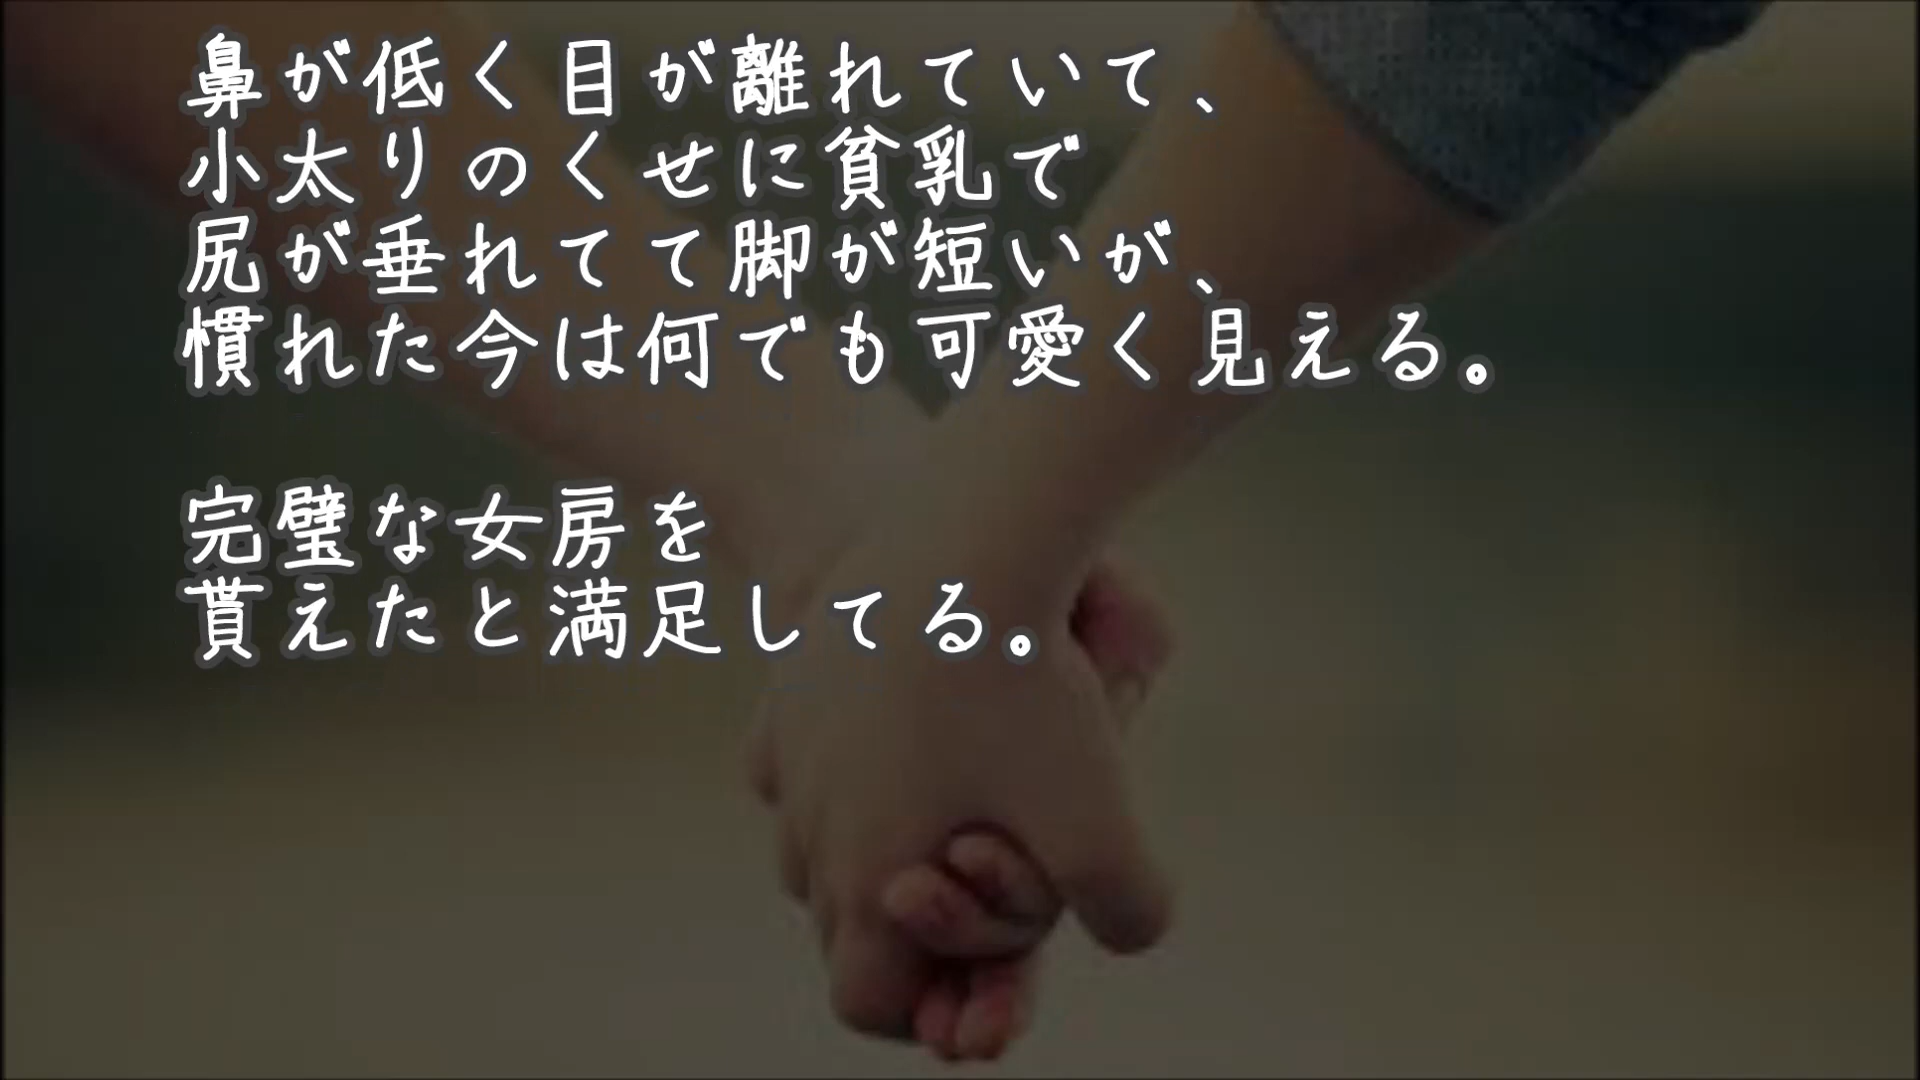 鼻が低く目が離れていて、
小太りのくせに貧乳で
尻が垂れてて脚が短いが、
慣れた今は何でも可愛く見える。
完璧な女房を
貰えたと満足してる。